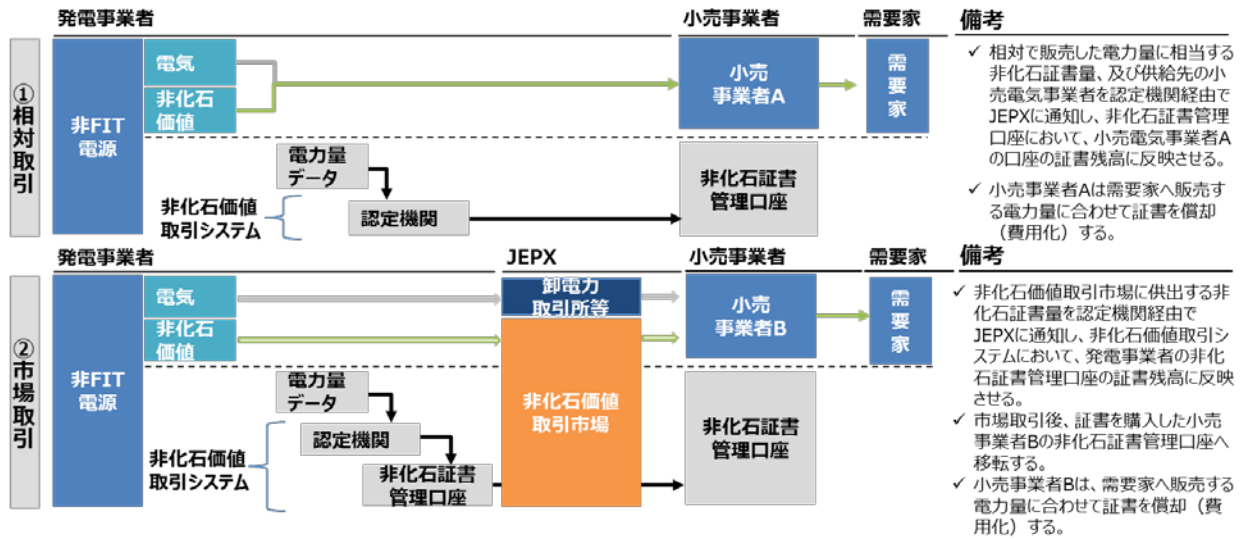 発電事業者
小売事業者
需要家
備考
①相対取引
非FIT
電源
電気
非化石
価値
小売
事業者A
需要家
電力量
データ
認定機関
非化石価値
取引システム
非化石証書
管理口座
✓ 相対で販売した電力量に相当する
非化石証書量、及び供給先の小
売電気事業者を認定機関経由で
JEPXに通知し、非化石証書管理
口座において、小売電気事業者A
の口座の証書残高に反映させる。
✓ 小売事業者Aは需要家へ販売す
る電力量に合わせて証書を償却
（費用化）する。
発電事業者
JEPX
小売事業者
需要家
備考
②市場取引
非FIT
電源
電気
非化石
価値
卸電力
取引所等
小売
事業者B
需要家
電力量
データ
認定機関
非化石価値
取引システム
非化石証書
管理口座
非化石価値
取引市場
非化石証書
管理口座
✓ 非化石価値取引市場に供出する非
化石証書量を認定機関経由で
JEPXに通知し、非化石価値取引シ
ステムにおいて、発電事業者の非化
石証書管理口座の証書残高に反映
させる。
✓ 市場取引後、証書を購入した小売
事業者Bの非化石証書管理口座へ
移転する。
✓ 小売事業者Bは、需要家へ販売する
電力量に合わせて証書を償却（費
用化）する。